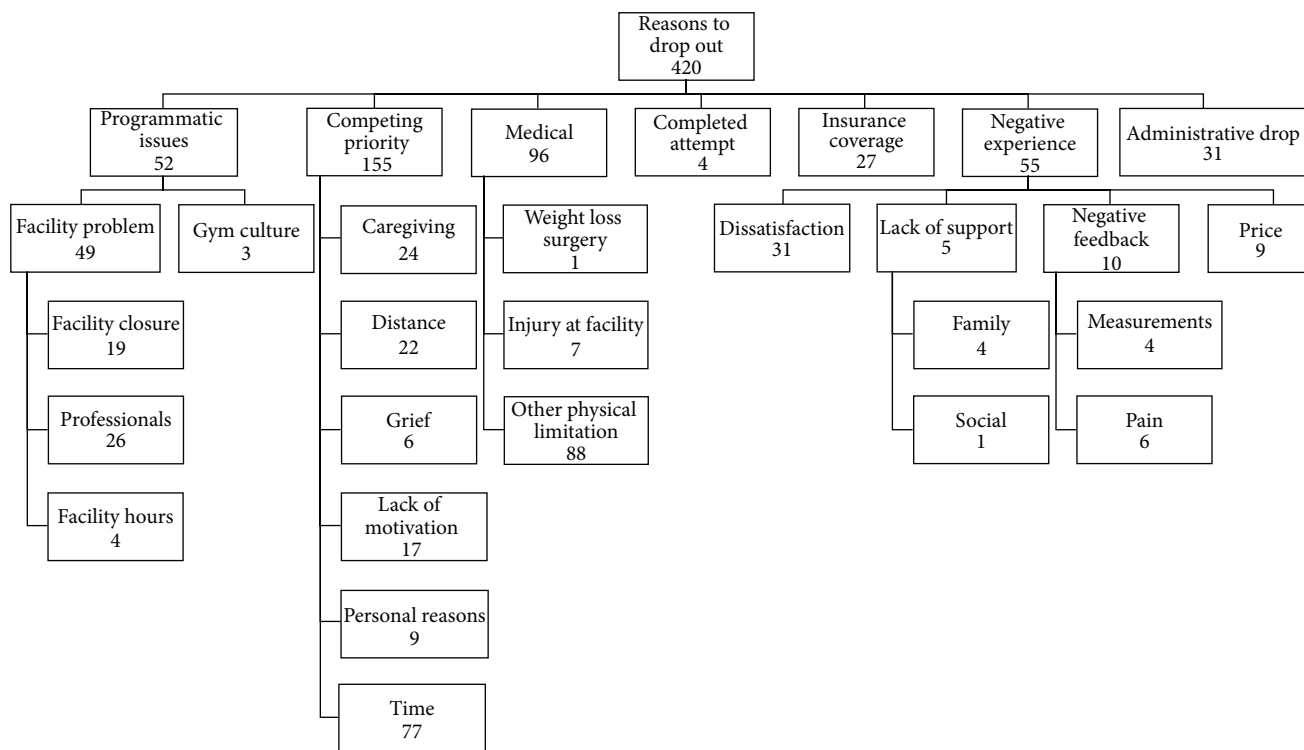 Reasons to
drop out
420
Programmatic
issues
52
Competing
priority
155
Medical
96
Completed
attempt
4
Insurance
coverage
27
Negative
experience
55
Administrative drop
31
Facility problem
49
Gym culture
3
Caregiving
24
Weight loss
surgery
1
Dissatisfaction
31
Lack of support
5
Negative
feedback
10
Price
9
Facility closure
19
Distance
22
Injury at facility
7
Family
4
Measurements
4
Professionals
26
Grief
6
Other physical
limitation
88
Social
1
Pain
6
Facility hours
4
Lack of
motivation
17
Personal reasons
9
Time
77